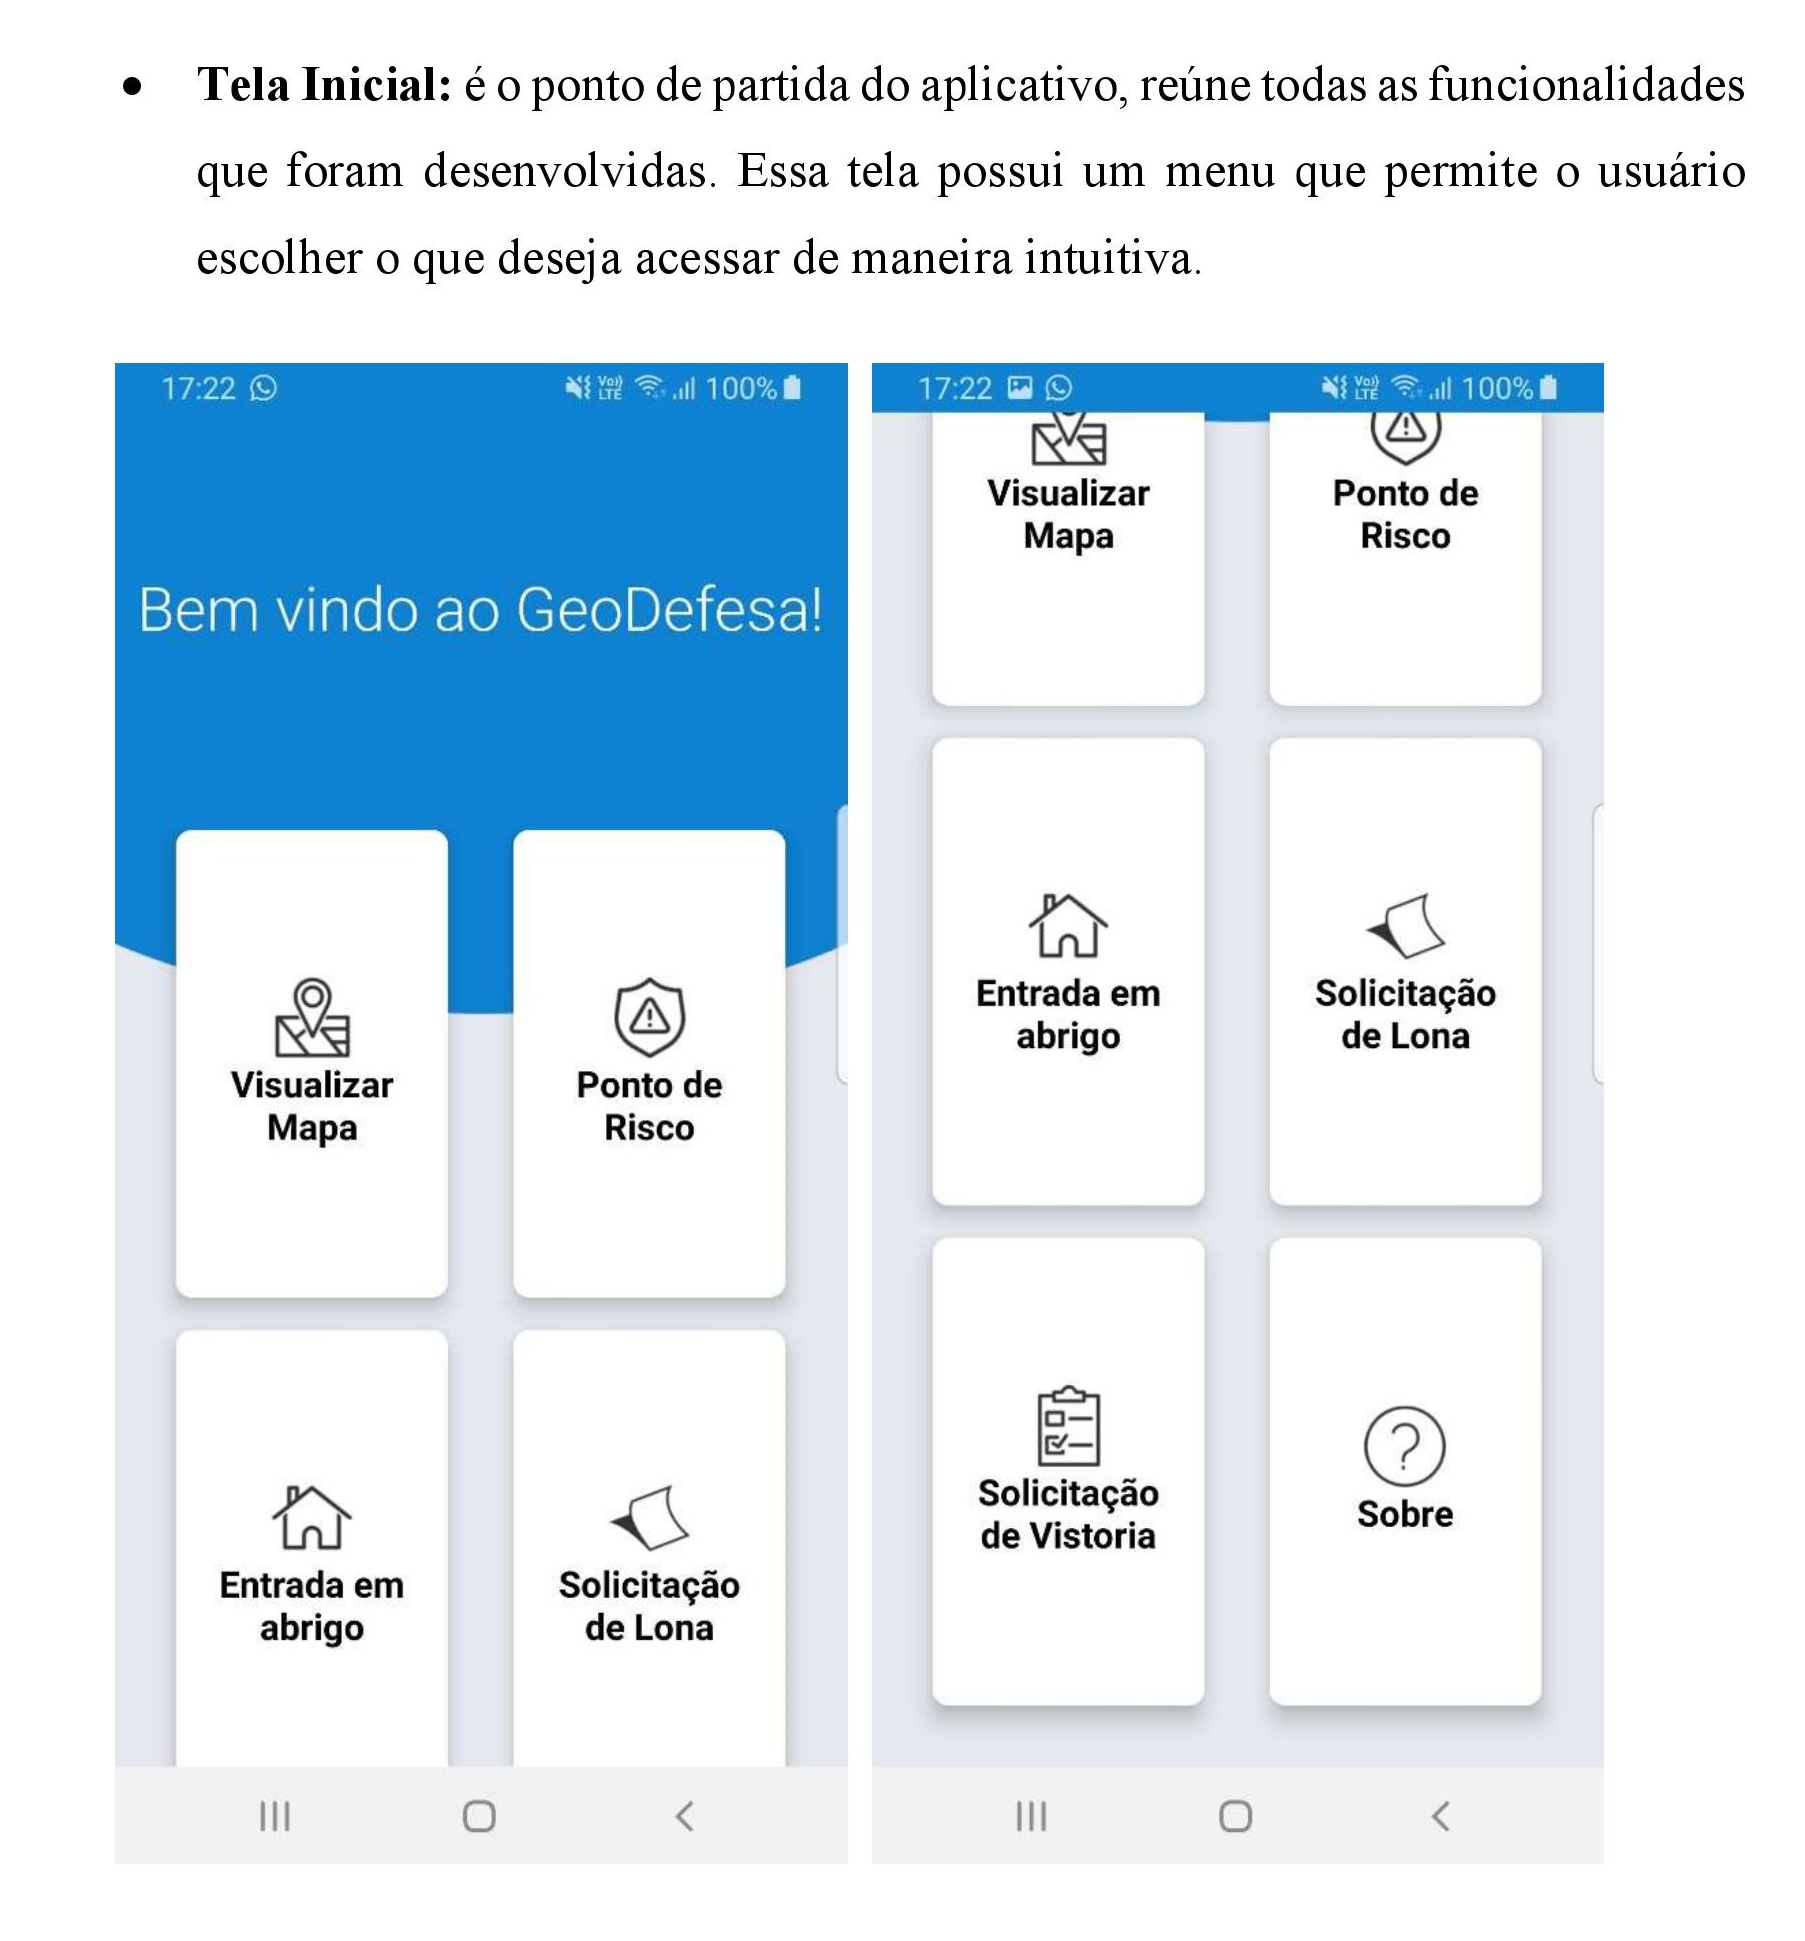 • Tela Inicial: é o ponto de partida do aplicativo, reúne todas as funcionalidades
que foram desenvolvidas. Essa tela possui um menu que permite o usuário
escolher o que deseja acessar de maneira intuitiva.
17:22 Vo)) LTE 100%
Bem vindo ao GeoDefesa!
Visualizar
Mapa
Ponto de
Risco
Entrada em
abrigo
Solicitação
de Lona
17:22 Vo)) LTE 100%
Visualizar
Mapa
Ponto de
Risco
Entrada em
abrigo
Solicitação
de Lona
Solicitação
de Vistoria
Sobre